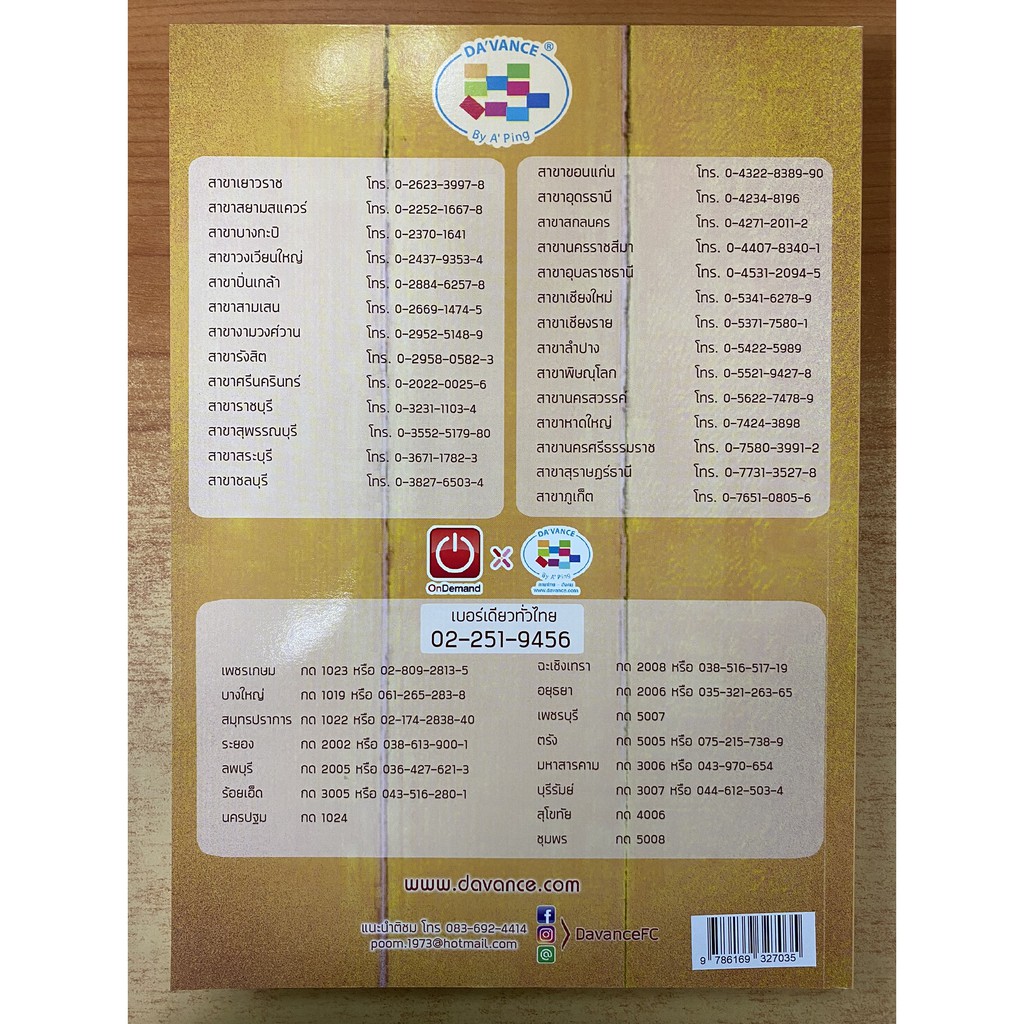 DA'VANCE ®
By A' Ping
สาขาเยาวราช โทร. 0-2623-3997-8
สาขาสยามสแควร์ โทร. 0-2252-1667-8
สาขาบางกะปิ โทร. 0-2370-1641
สาขาวงเวียนใหญ่ โทร. 0-2437-9353-4
สาขาปิ่นเกล้า โทร. 0-2884-6257-8
สาขาสามเสน โทร. 0-2669-1474-5
สาขางามวงศ์วาน โทร. 0-2952-5148-9
สาขารังสิต โทร. 0-2958-0582-3
สาขาศรีนครินทร์ โทร. 0-2022-0025-6
สาขาราชบุรี โทร. 0-3231-1103-4
สาขาสุพรรณบุรี โทร. 0-3552-5179-80
สาขาสระบุรี โทร. 0-3671-1782-3
สาขาชลบุรี โทร. 0-3827-6503-4
สาขาขอนแก่น โทร. 0-4322-8389-90
สาขาอุดรธานี โทร. 0-4234-8196
สาขาสกลนคร โทร. 0-4271-2011-2
สาขานครราชสีมา โทร. 0-4407-8340-1
สาขาอุบลราชธานี โทร. 0-4531-2094-5
สาขาเชียงใหม่ โทร. 0-5341-6278-9
สาขาเชียงราย โทร. 0-5371-7580-1
สาขาลำปาง โทร. 0-5422-5989
สาขาพิษณุโลก โทร. 0-5521-9427-8
สาขานครสวรรค์ โทร. 0-5622-7478-9
สาขาหาดใหญ่ โทร. 0-7424-3898
สาขานครศรีธรรมราช โทร. 0-7580-3991-2
สาขาสุราษฎร์ธานี โทร. 0-7731-3527-8
สาขาภูเก็ต โทร. 0-7651-0805-6
OnDemand
X
DA'VANCE
By A' Ping
www.davance.com
เบอร์เดียวทั่วไทย
02-251-9456
เพชรเกษม กด 1023 หรือ 02-809-2813-5
บางใหญ่ กด 1019 หรือ 061-265-283-8
สมุทรปราการ กด 1022 หรือ 02-174-2838-40
ระยอง กด 2002 หรือ 038-613-900-1
ลพบุรี กด 2005 หรือ 036-427-621-3
ร้อยเอ็ด กด 3005 หรือ 043-516-280-1
นครปฐม กด 1024
ฉะเชิงเทรา กด 2008 หรือ 038-516-517-19
อยุธยา กด 2006 หรือ 035-321-263-65
เพชรบุรี กด 5007
ตรัง กด 5005 หรือ 075-215-738-9
มหาสารคาม กด 3006 หรือ 043-970-654
บุรีรัมย์ กด 3007 หรือ 044-612-503-4
สุโขทัย กด 4006
ชุมพร กด 5008
www.davance.com
แนะนำติชม โทร 083-692-4414
poom.1973@hotmail.com
DavanceFC
9 786169 327035